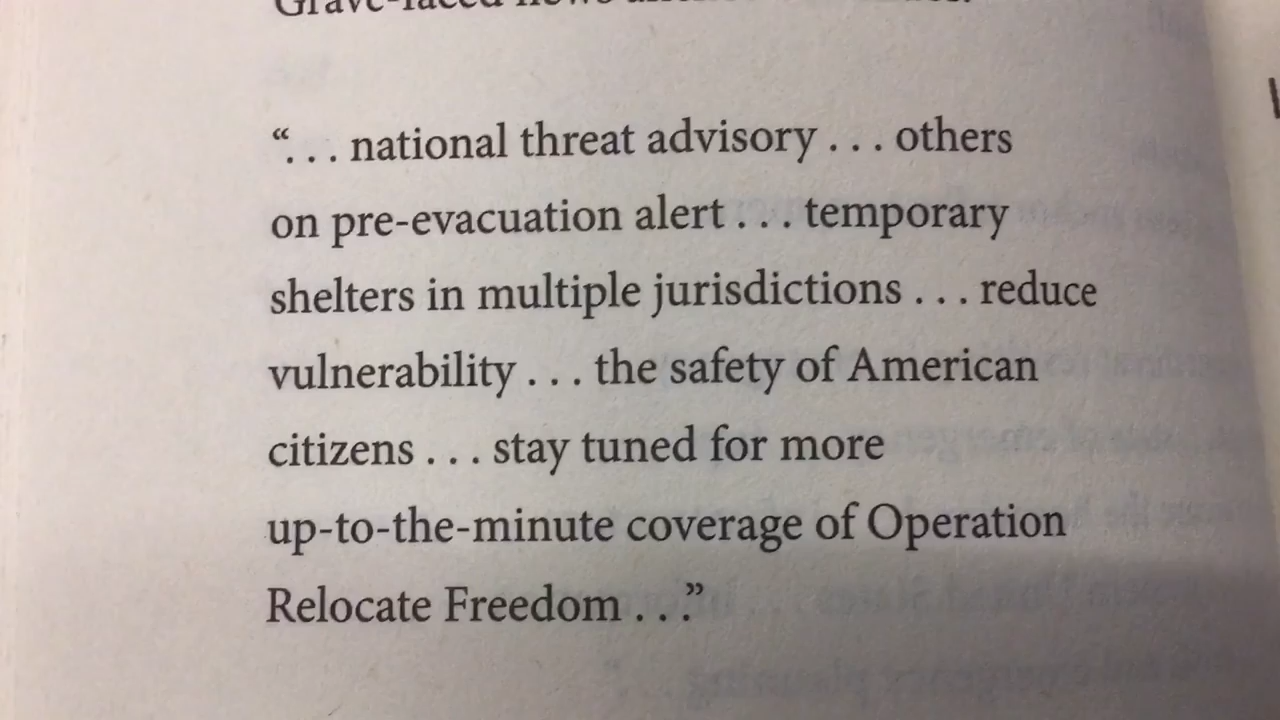 “. . . national threat advisory . . . others
on pre-evacuation alert . . . temporary
shelters in multiple jurisdictions . . . reduce
vulnerability . . . the safety of American
citizens . . . stay tuned for more
up-to-the-minute coverage of Operation
Relocate Freedom . . .”